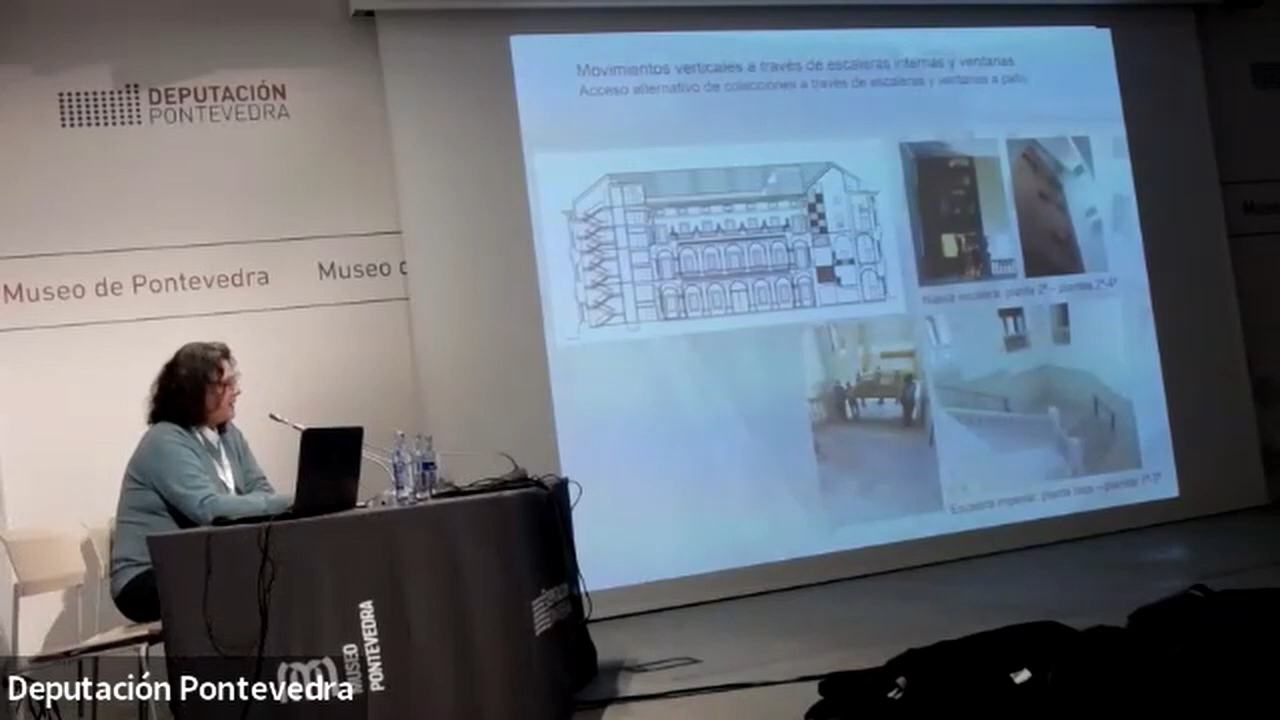 DEPUTACIÓN
PONTEVEDRA
Museo de Pontevedra
Museo d
Movimientos verticales a través de escaleras internas y ventanas
Acceso alternativo de colecciones a través de escaleras y ventanas a patio
Nueva escalera: planta 2ª – plantas 2ª-4ª
Escalera imperial: planta baja – plantas 1ª-3ª
MUSEO
PONTEVEDRA
Deputación Pontevedra